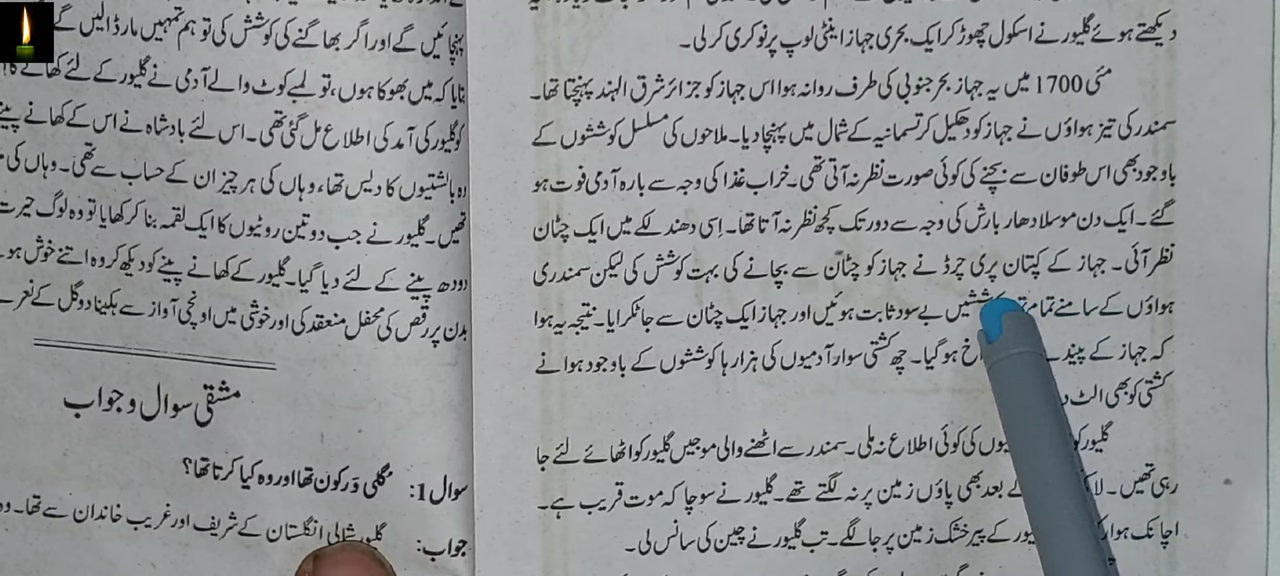 دیکھتے ہوئے گلیور نے اسکول چھوڑ کر ایک بحری جہاز اینٹی لوپ پر نوکری کر لی۔
مئی 1700 میں یہ جہاز بحر جنوبی کی طرف روانہ ہوا اس جہاز کو جزائر شرق الہند پہنچتا تھا۔
سمندر کی تیز ہواؤں نے جہاز کو دھکیل کر تسمانیہ کے شمال میں پہنچا دیا۔ ملاحوں کی مسلسل کوششوں کے
باوجود بھی اس طوفان سے بچنے کی کوئی صورت نظر نہ آتی تھی۔ خراب غذا کی وجہ سے بارہ آدمی فوت ہو
گئے۔ ایک دن موسلا دھار بارش کی وجہ سے دور تک کچھ نظر نہ آتا تھا۔ اِسی دھندلکے میں ایک چٹان
نظر آئی۔ جہاز کے کپتان پری چرڈ نے جہاز کو چٹان سے بچانے کی بہت کوشش کی لیکن سمندری
ہواؤں کے سامنے تمام کوششیں بے سود ثابت ہوئیں اور جہاز ایک چٹان سے جا ٹکرایا۔ نتیجہ یہ ہوا
کہ جہاز کے پیندے ہو گیا۔ چھ کشتی سوار آدمیوں کی ہزار ہا کوششوں کے باوجود ہوا نے
کشتی کو بھی الٹ
گلیور کی کوئی اطلاع نہ ملی۔ سمندر سے اٹھنے والی موجیں گلیور کو اٹھائے لئے جا
رہی تھیں۔ کے بعد بھی پاؤں زمین پر نہ لگتے تھے۔ گلیور نے سوچا کہ موت قریب ہے۔
اچانک ہوا کے پیر خشک زمین پر جا لگے۔ تب گلیور نے چین کی سانس لی۔
پہنچائیں گے اور اگر بھاگنے کی کوشش کی تو ہم تمہیں مار ڈالیں گے
بتایا کہ میں بھوکا ہوں، تو لمبے کوٹ والے آدمی نے گلیور کے لئے کھانے
کو گلیور کی آمد کی اطلاع مل گئی تھی۔ اس لئے بادشاہ نے اس کے کھانے پینے
وہ بالشتیوں کا دیس تھا، وہاں کی ہر چیز ان کے حساب سے تھی۔ وہاں کی
تھیں۔ گلیور نے جب دو تین روٹیوں کا ایک لقمہ بنا کر کھایا تو وہ لوگ حیرت
دودھ پینے کے لئے دیا گیا۔ گلیور کے کھانے پینے کو دیکھ کر وہ اتنے خوش ہو
بدن پر رقص کی محفل منعقد کی اور خوشی میں اونچی آواز سے ہکینا دوگل کے نعرے
مشقی سوال و جواب
سوال 1: گلی وَر کون تھا اور وہ کیا کرتا تھا؟
جواب: گلیور شمالی انگلستان کے شریف اور غریب خاندان سے تھا۔ وہ